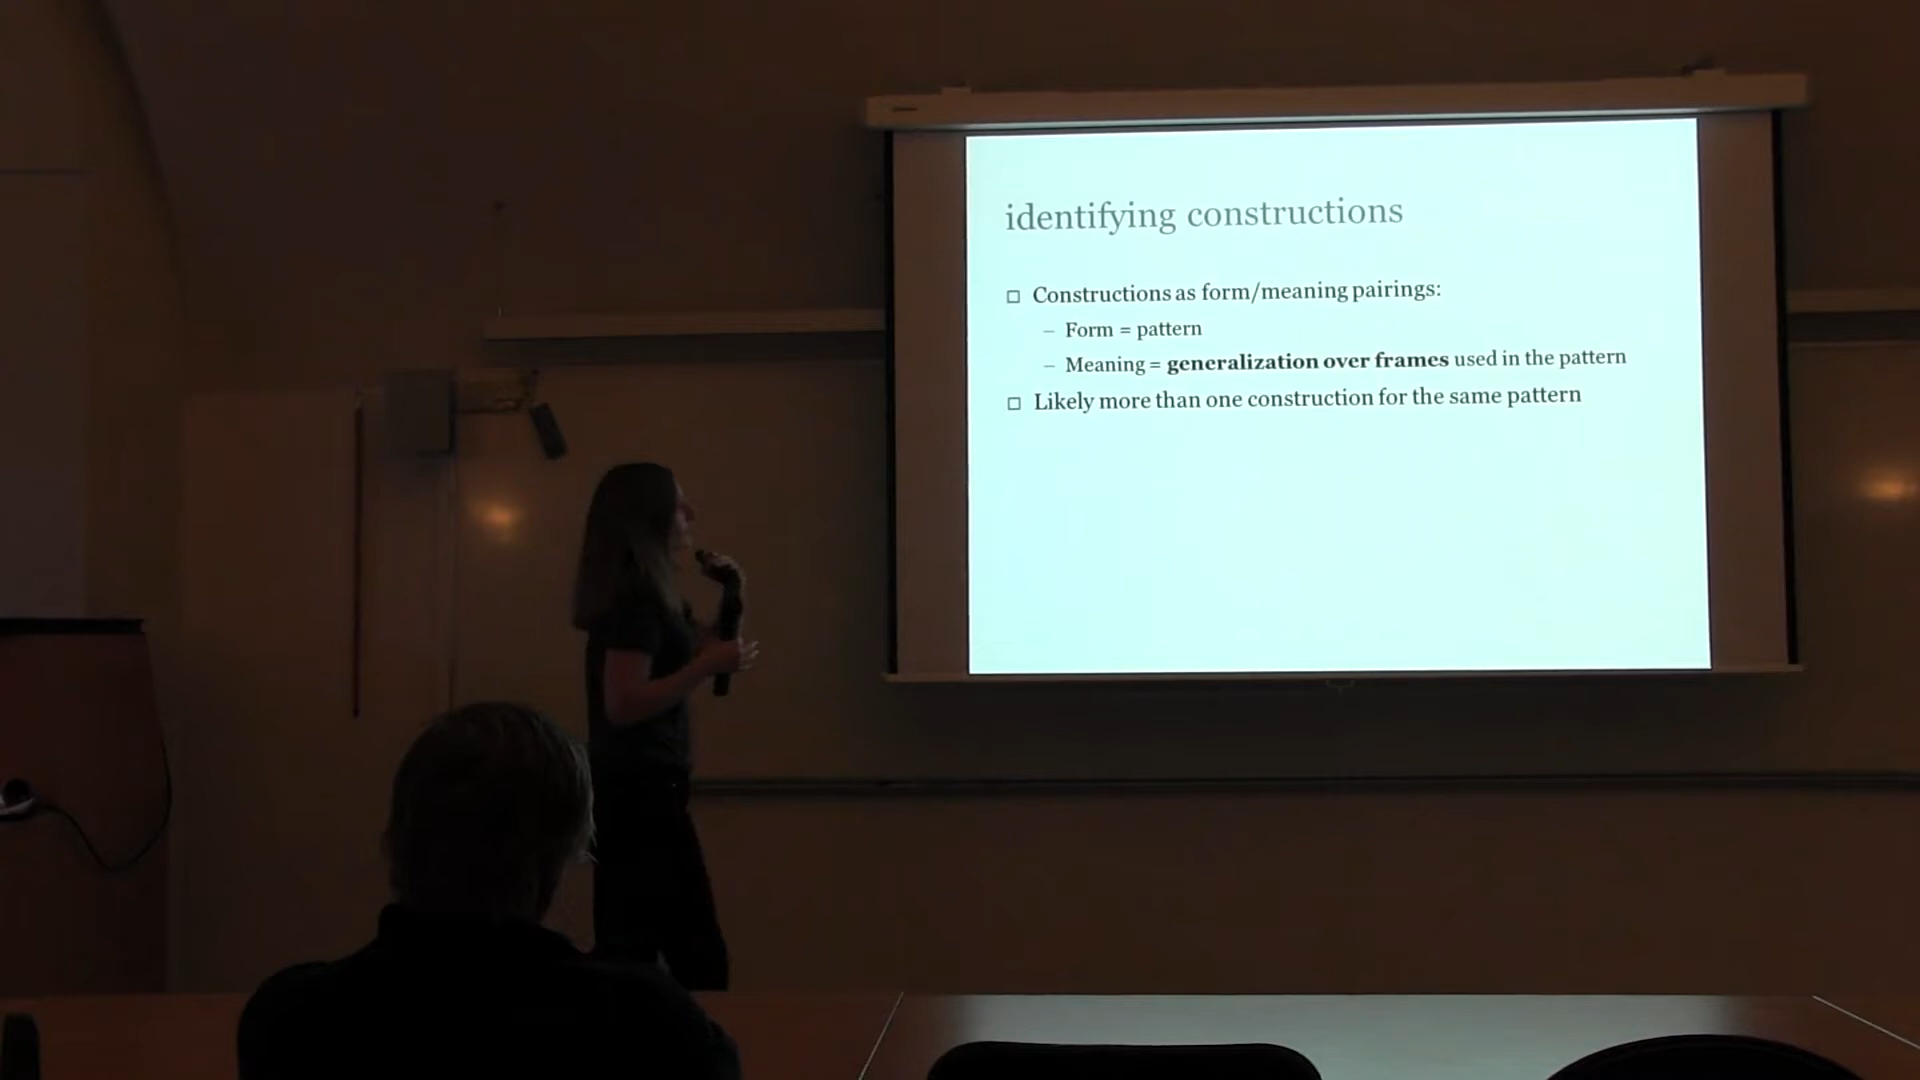 identifying constructions
□ Constructions as form/meaning pairings:
– Form = pattern
– Meaning = generalization over frames used in the pattern
□ Likely more than one construction for the same pattern